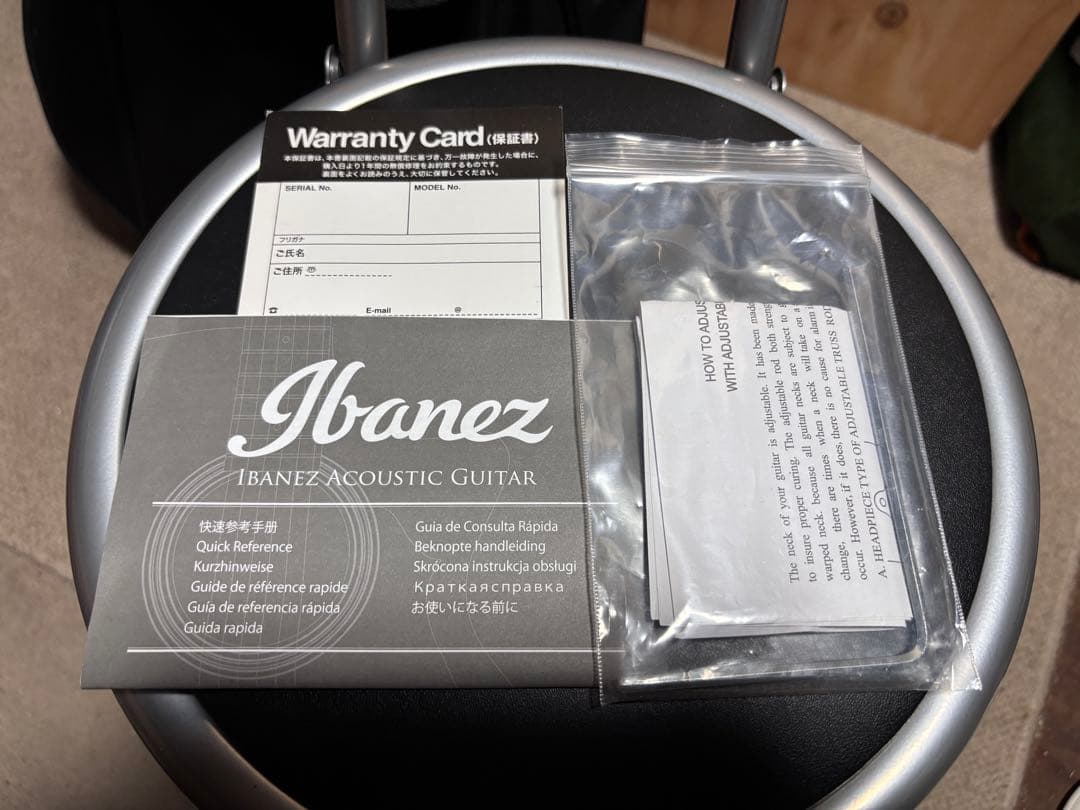 Warranty Card (保証書)
本保証書は、本書裏面記載の保証規定に基づき、万一故障が発生した場合に、
購入日より1年間の無償修理をお約束するものです。
裏面をよくお読みのうえ、大切に保管してください。
SERIAL No.
MODEL No.
フリガナ
ご氏名
ご住所 〠
☎
E-mail
@
Ibanez
IBANEZ ACOUSTIC GUITAR
快速参考手册
Quick Reference
Kurzhinweise
Guide de référence rapide
Guía de referencia rápida
Guida rapida
Guia de Consulta Rápida
Beknopte handleiding
Skrócona instrukcja obsługi
Краткая справка
お使いになる前に
HOW TO ADJUS
WITH ADJUSTABL
The neck of your guitar is adjustable. It has been made
to insure proper curing. The adjustable rod both streng
warped neck. because all guitar necks are subject to
change, there are times when a neck will take on a
occur. However, if it does, there is no cause for alarm
A. HEADPIECE TYPE OF ADJUSTABLE TRUSS ROD